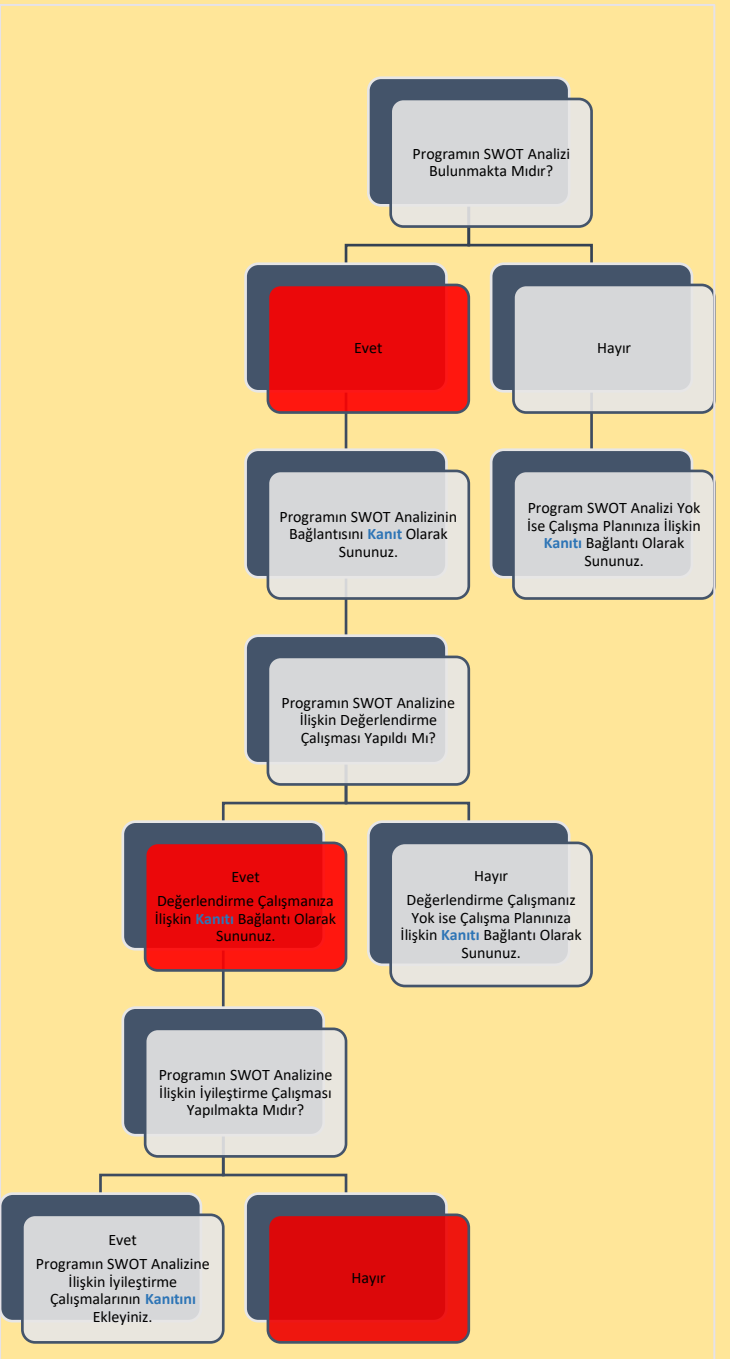 Programın SWOT Analizi
Bulunmakta Mıdır?
Evet
Hayır
Programın SWOT Analizinin
Bağlantısını Kanıt Olarak
Sununuz.
Program SWOT Analizi Yok
İse Çalışma Planınıza İlişkin
Kanıtı Bağlantı Olarak
Sununuz.
Programın SWOT Analizine
İlişkin Değerlendirme
Çalışması Yapıldı Mı?
Evet
Değerlendirme Çalışmanıza
İlişkin Kanıtı Bağlantı Olarak
Sununuz.
Hayır
Değerlendirme Çalışmanız
Yok ise Çalışma Planınıza
İlişkin Kanıtı Bağlantı Olarak
Sununuz.
Programın SWOT Analizine
İlişkin İyileştirme Çalışması
Yapılmakta Mıdır?
Evet
Programın SWOT Analizine
İlişkin İyileştirme
Çalışmalarının Kanıtını
Ekleyiniz.
Hayır